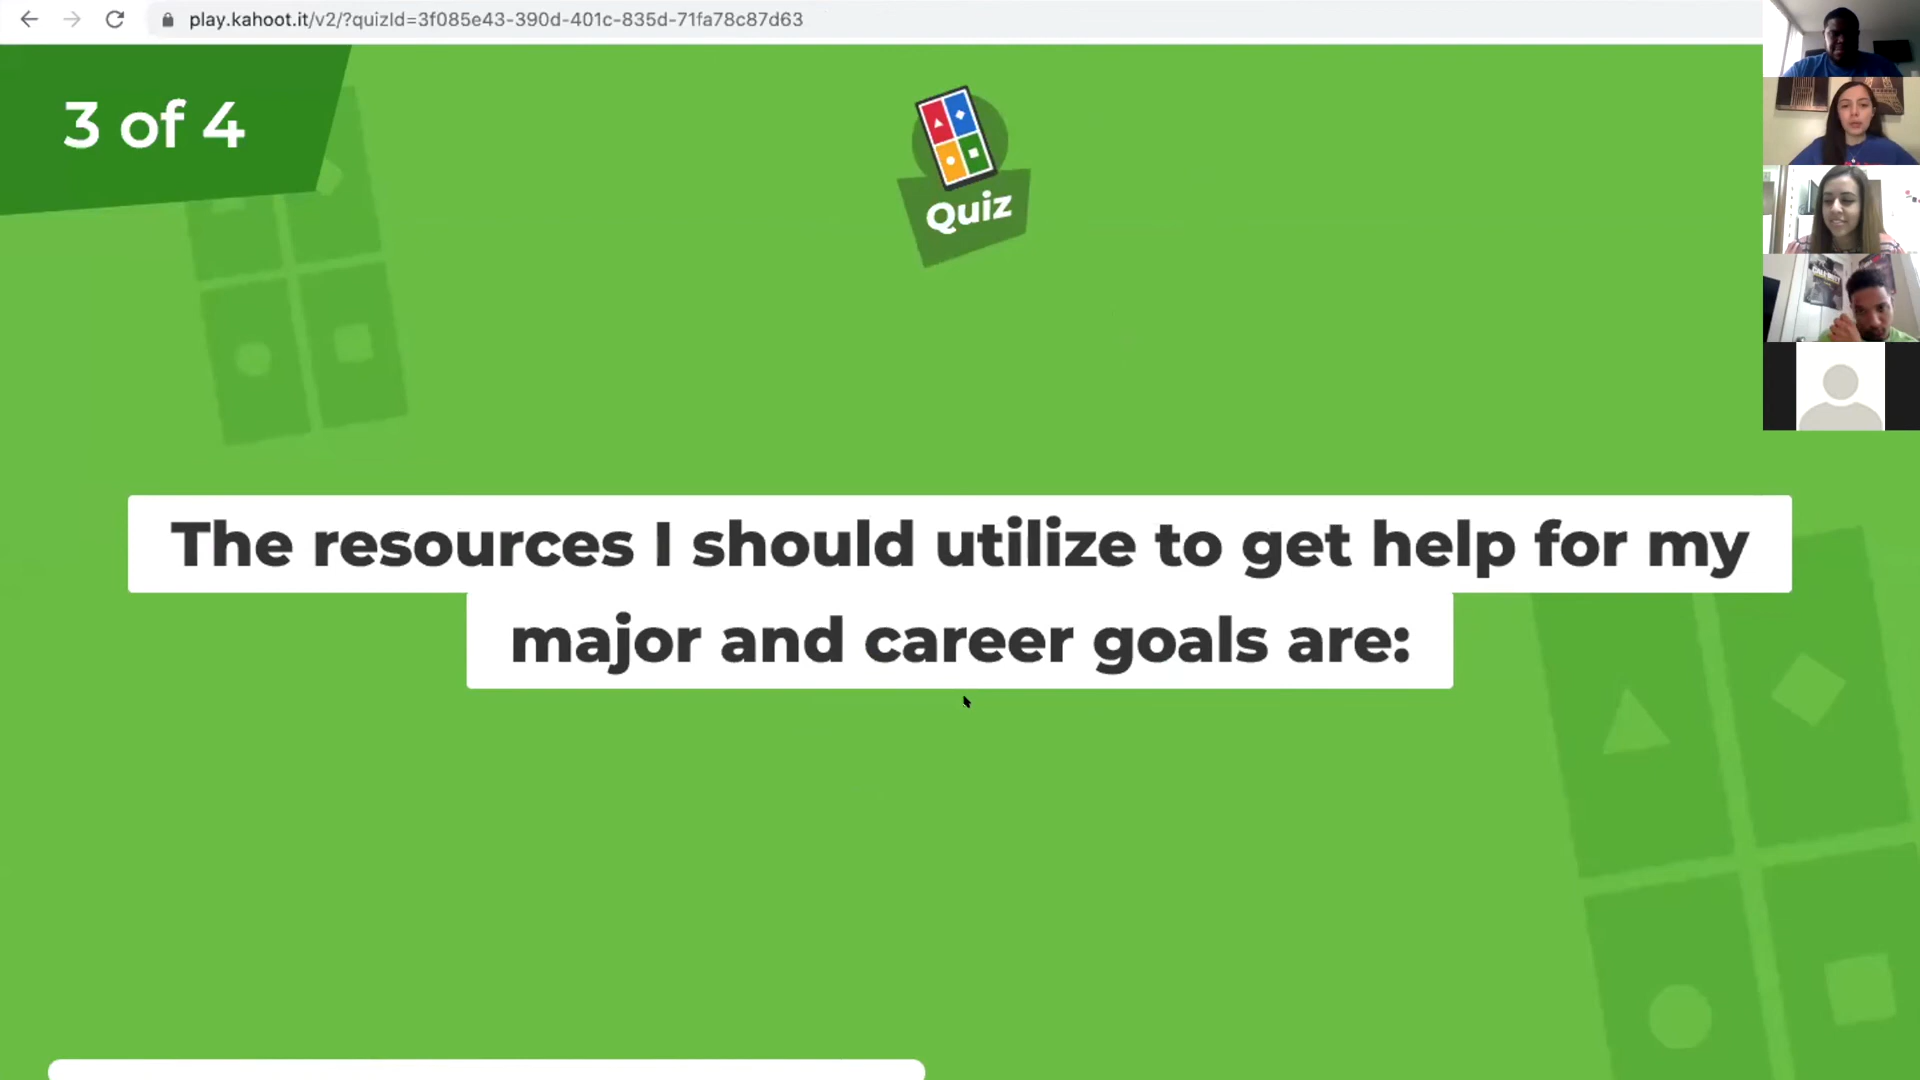 play.kahoot.it/v2/?quizId=3f085e43-390d-401c-835d-71fa78c87d63
3 of 4
Quiz
The resources I should utilize to get help for my
major and career goals are: